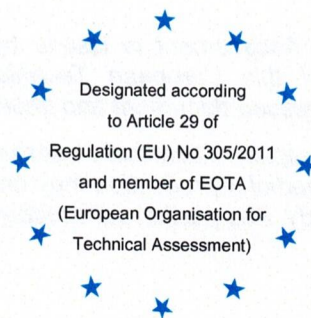 Designated according
to Article 29 of
Regulation (EU) No 305/2011
and member of EOTA
(European Organisation for
Technical Assessment)